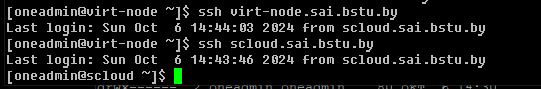 [oneadmin@virt-node ~]$ ssh virt-node.sai.bstu.by
Last login: Sun Oct  6 14:44:03 2024 from scloud.sai.bstu.by
[oneadmin@virt-node ~]$ ssh scloud.sai.bstu.by
Last login: Sun Oct  6 14:43:46 2024 from scloud.sai.bstu.by
[oneadmin@scloud ~]$